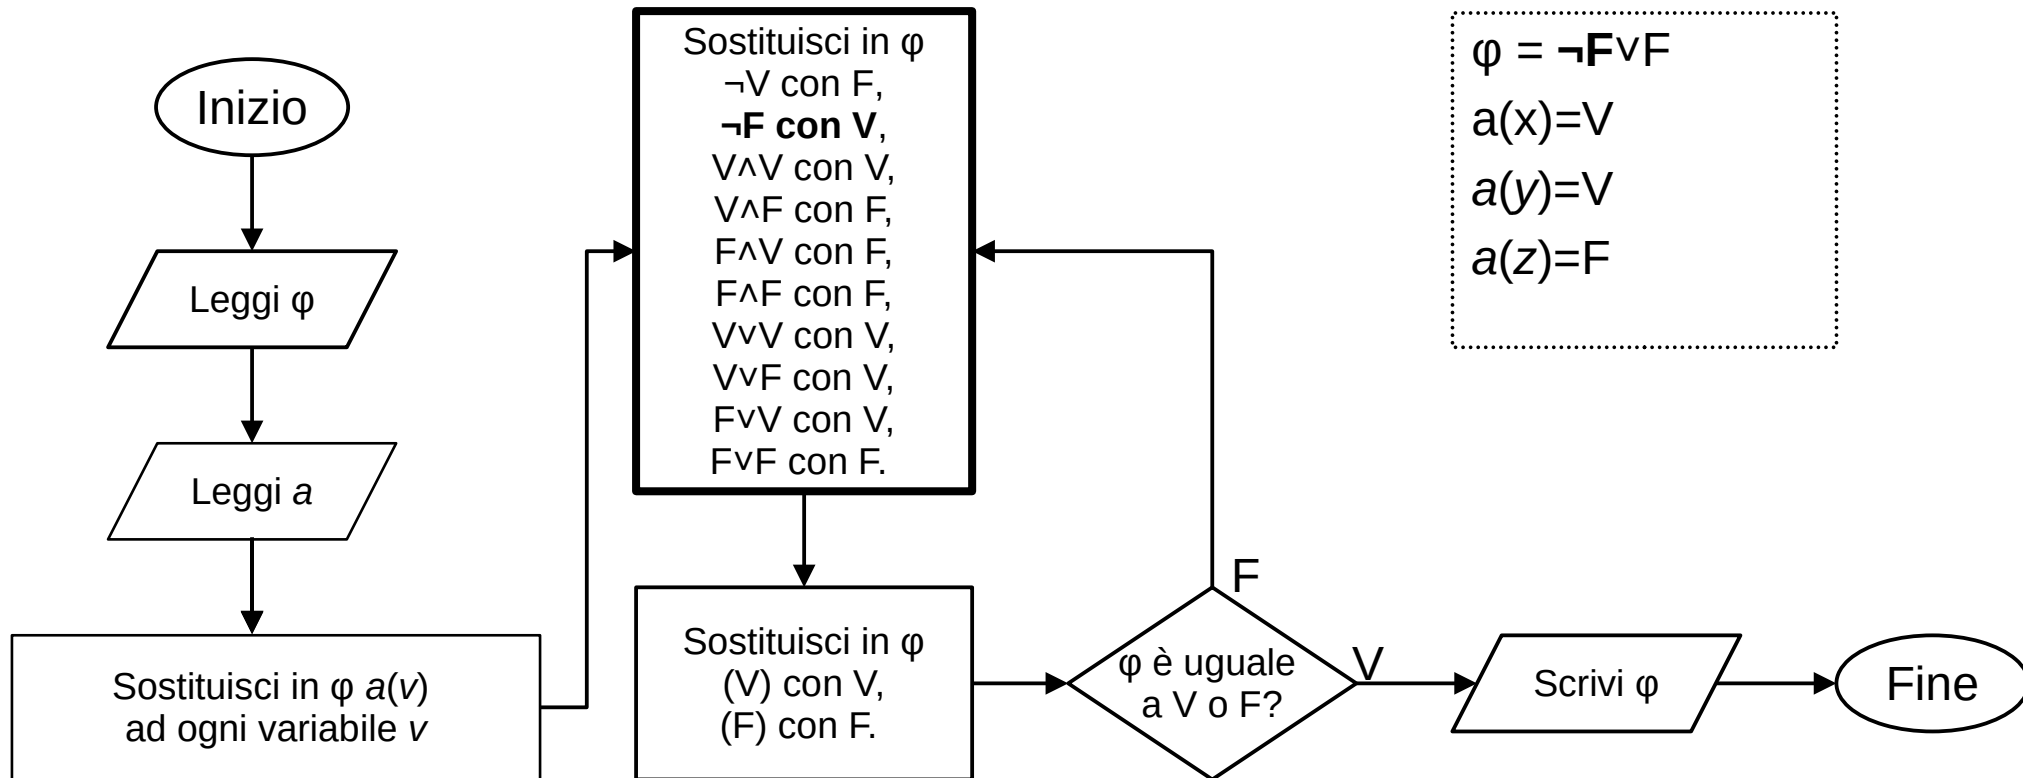 Inizio
Leggi φ
Leggi a
Sostituisci in φ a(v)
ad ogni variabile v
Sostituisci in φ
¬V con F,
¬F con V,
V∧V con V,
V∧F con F,
F∧V con F,
F∧F con F,
V∨V con V,
V∨F con V,
F∨V con V,
F∨F con F.
Sostituisci in φ
(V) con V,
(F) con F.
φ è uguale
a V o F?
F
V
Scrivi φ
Fine
φ = ¬F∨F
a(x)=V
a(y)=V
a(z)=F